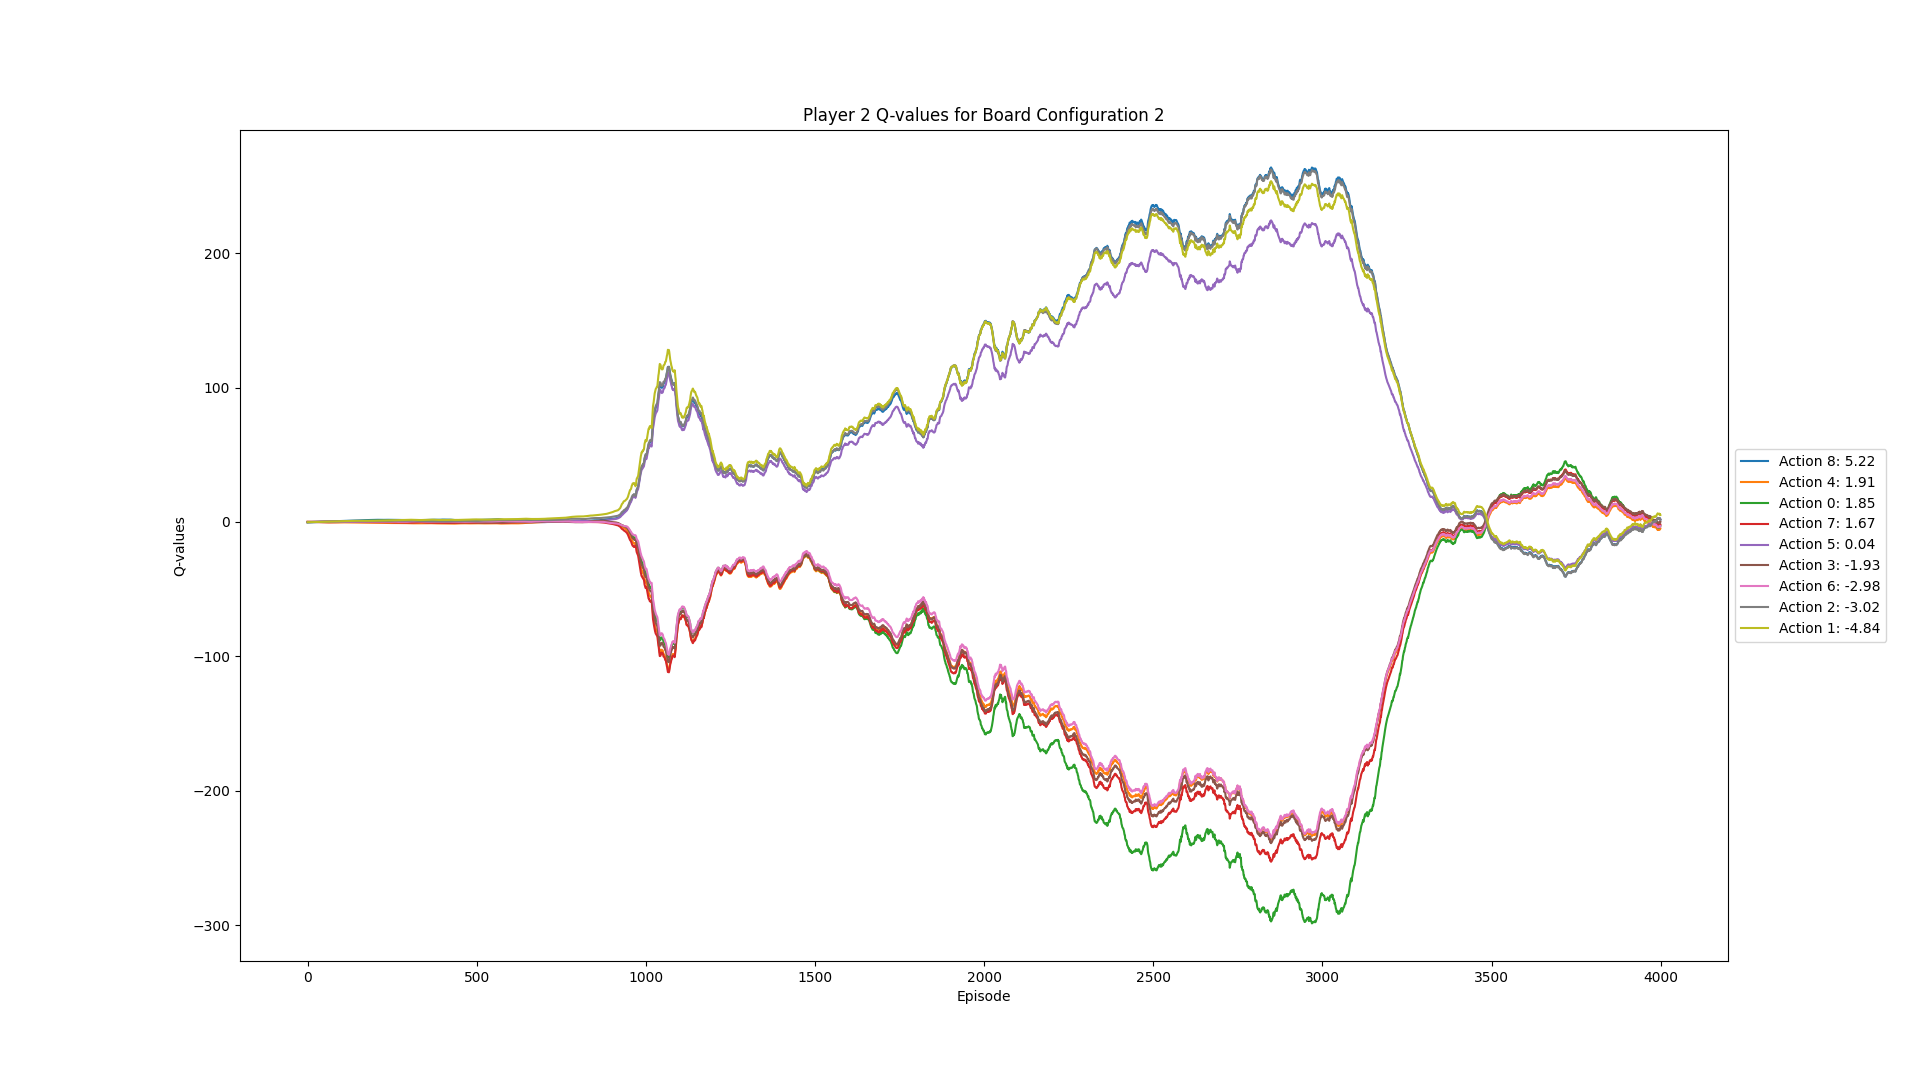 Player 2 Q-values for Board Configuration 2
Q-values
200
100
0
−100
−200
−300
0
500
1000
1500
2000
2500
3000
3500
4000
Episode
Action 8: 5.22
Action 4: 1.91
Action 0: 1.85
Action 7: 1.67
Action 5: 0.04
Action 3: -1.93
Action 6: -2.98
Action 2: -3.02
Action 1: -4.84